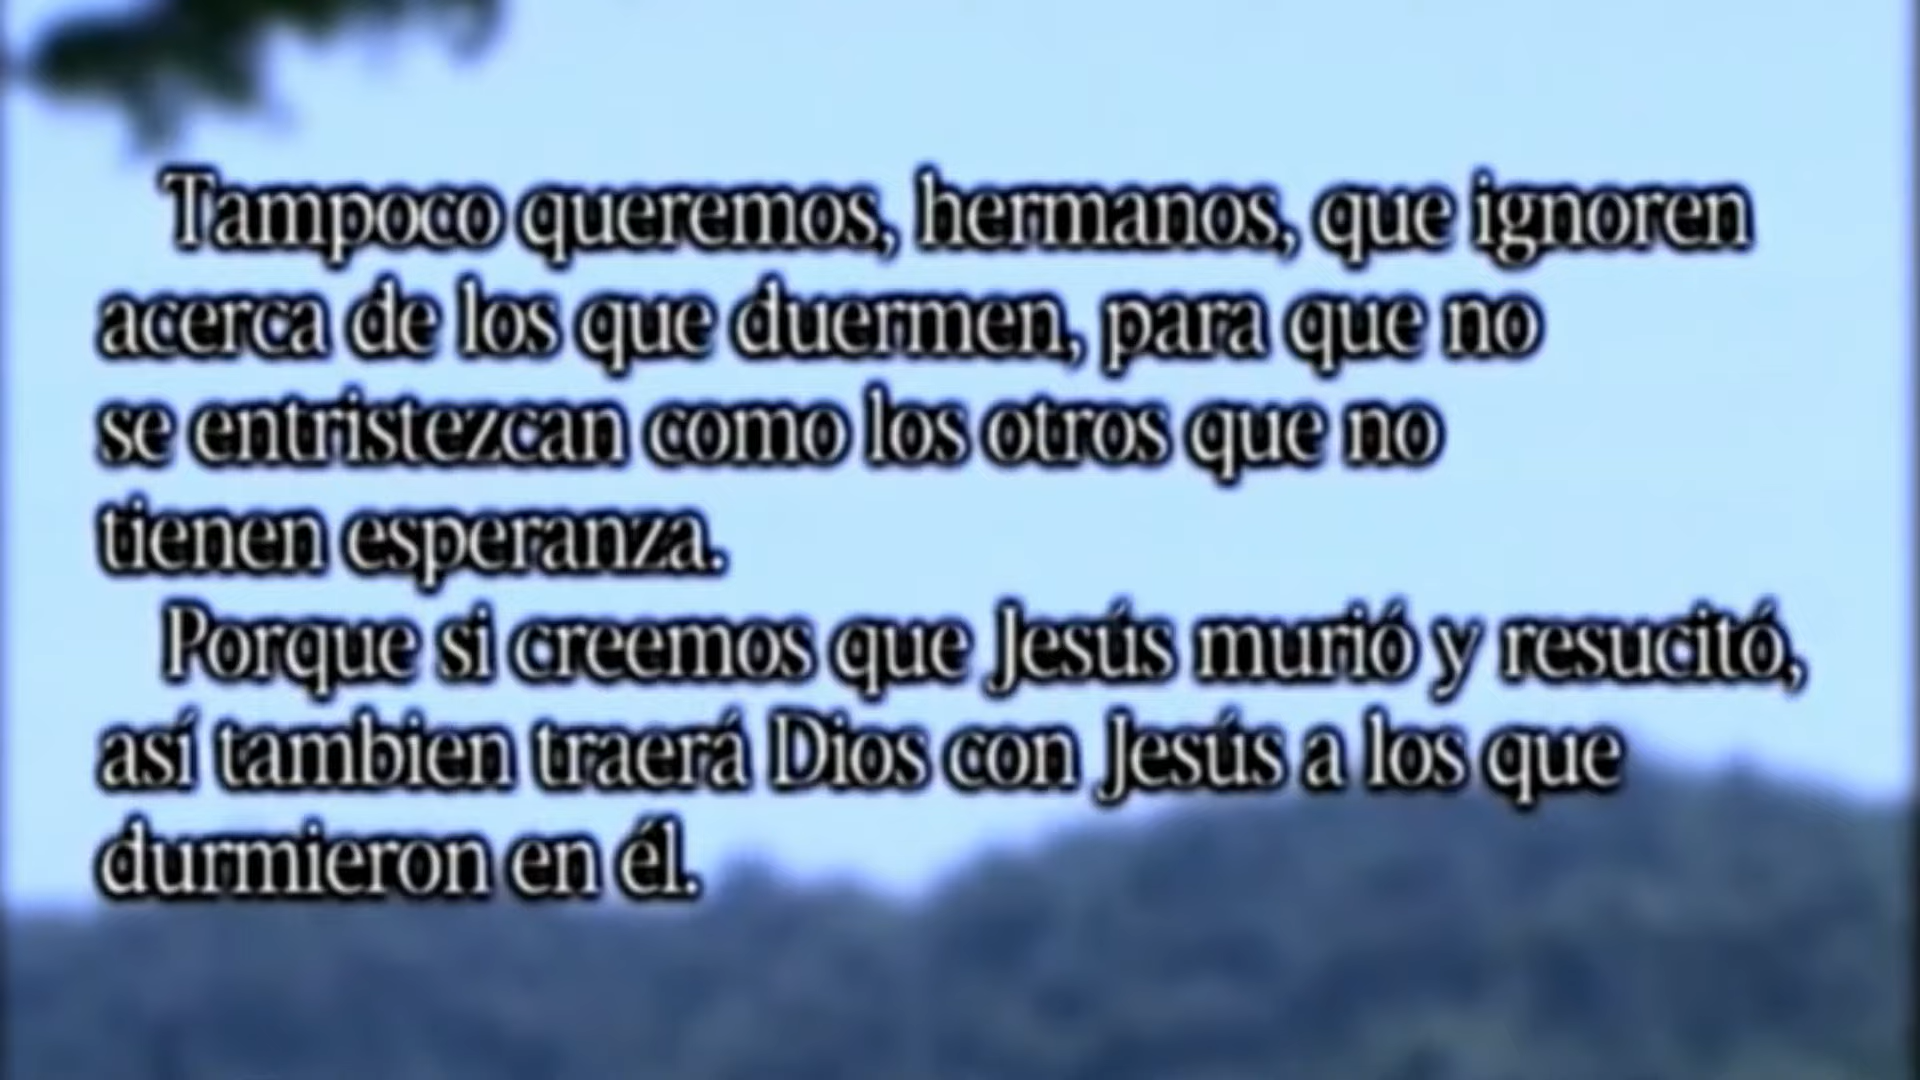 Tampoco queremos, hermanos, que ignoren
acerca de los que duermen, para que no
se entristezcan como los otros que no
tienen esperanza.
Porque si creemos que Jesús murió y resucitó,
así tambien traerá Dios con Jesús a los que
durmieron en él.